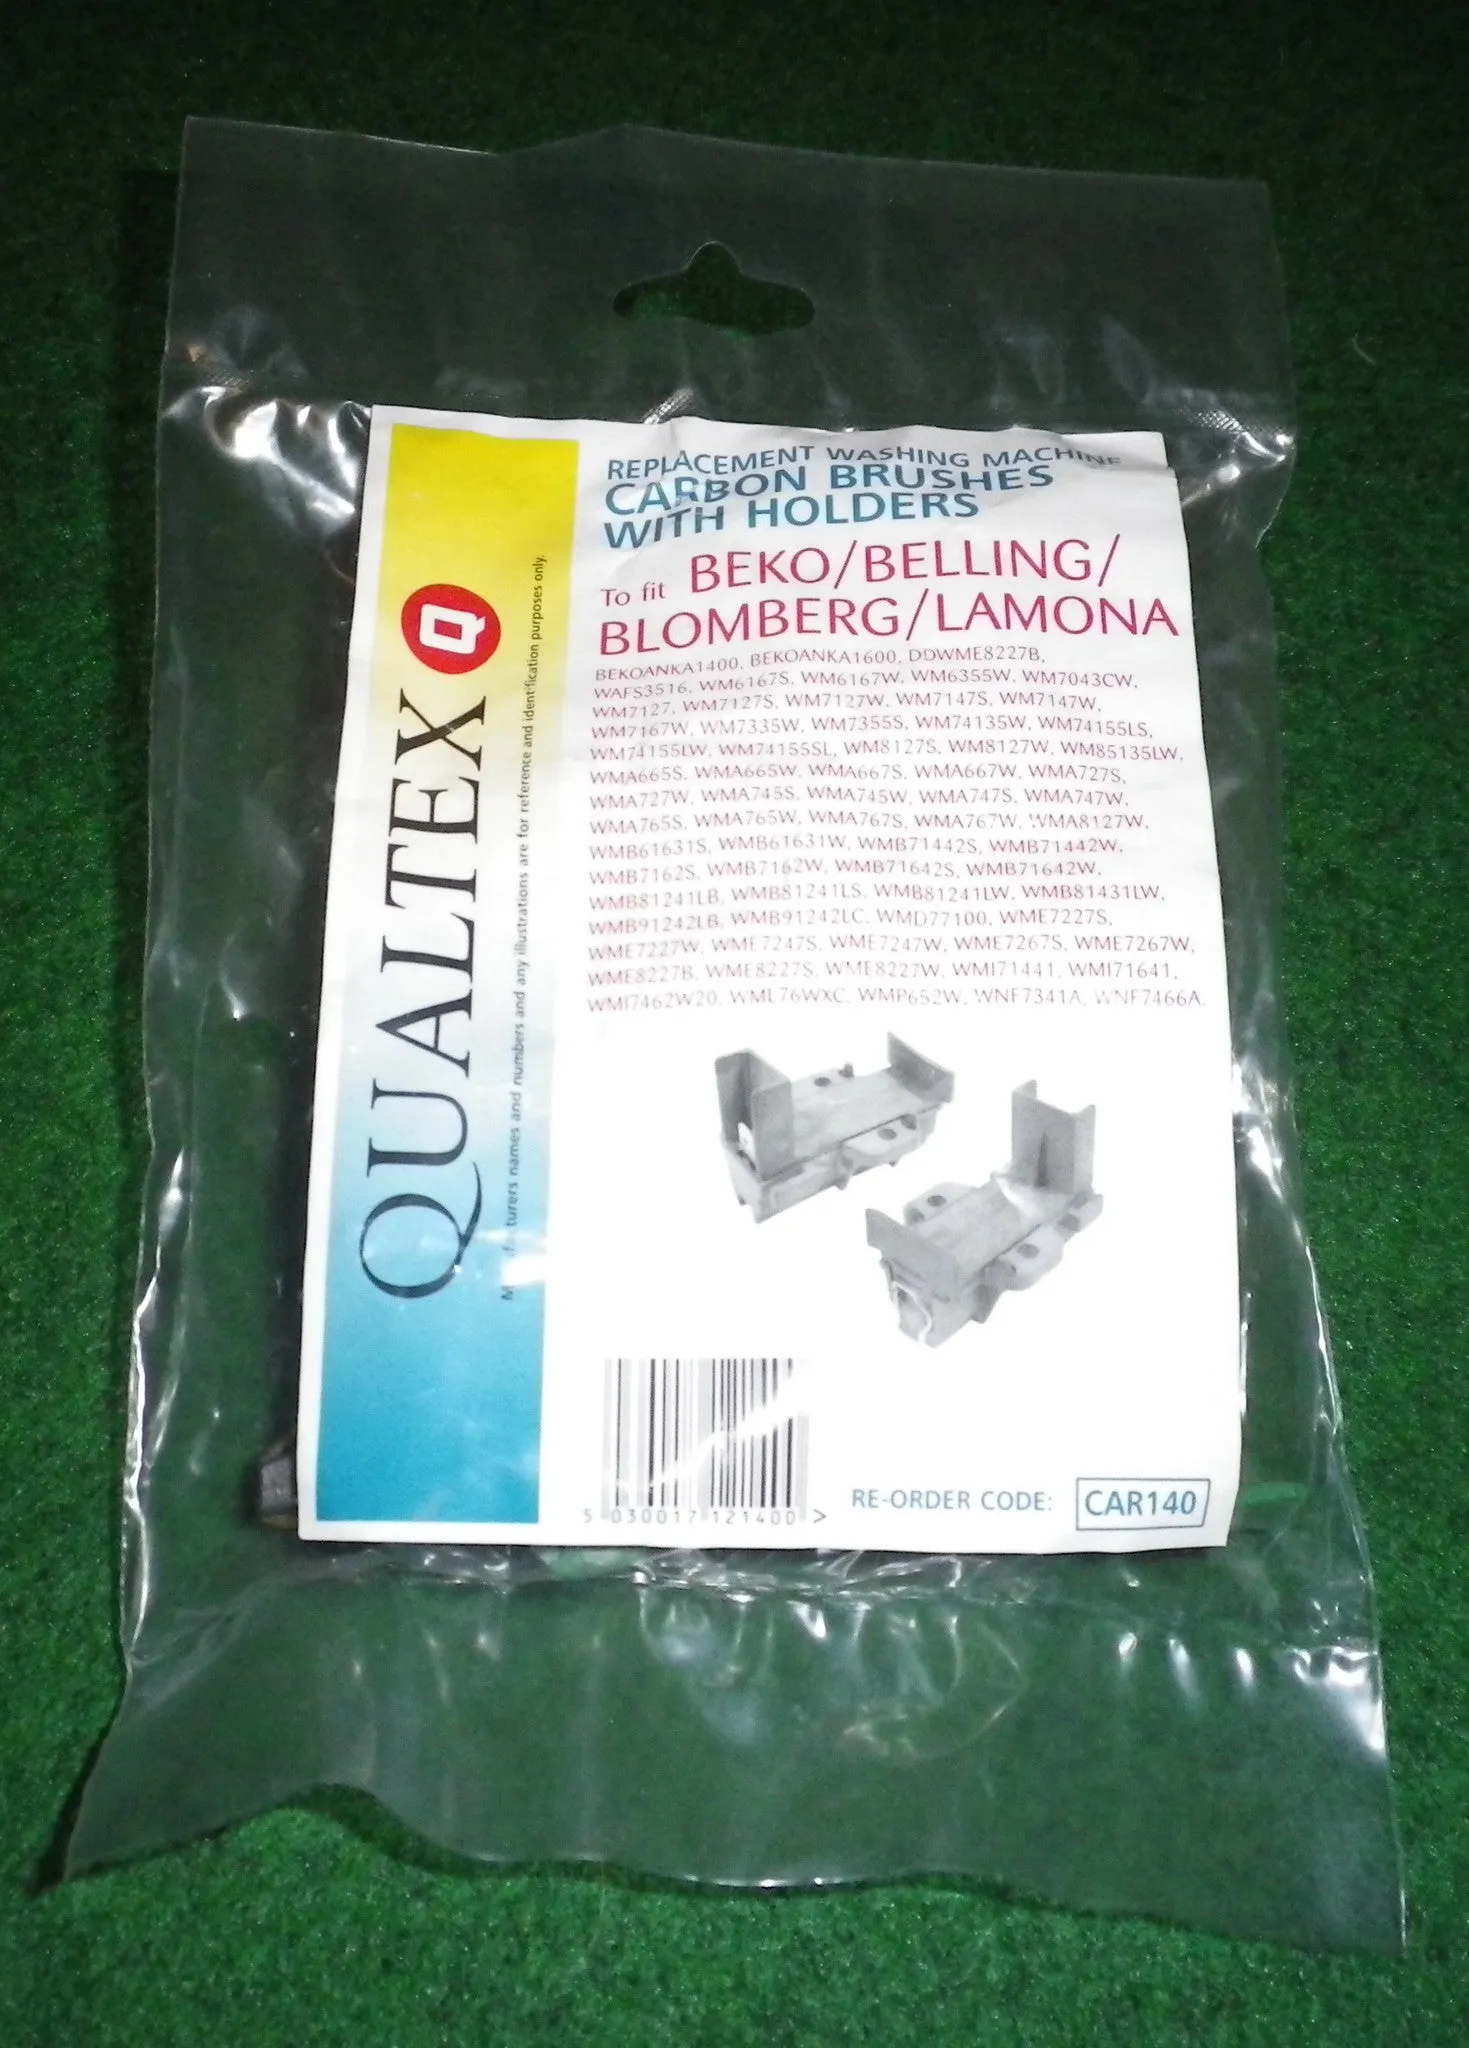 REPLACEMENT WASHING MACHINE
CARBON BRUSHES
WITH HOLDERS
To fit BEKO/BELLING/
BLOMBERG/LAMONA
BEKOANKA1400, BEKOANKA1600, DDWME8227B,
WAFS3516, WM6167S, WM6167W, WM6355W, WM7043CW,
WM7127, WM7127S, WM7127W, WM7147S, WM7147W,
WM7167W, WM7335W, WM7355S, WM74135W, WM74155LS,
WM74155LW, WM74155SL, WM8127S, WM8127W, WM85135LW,
WMA665S, WMA665W, WMA667S, WMA667W, WMA727S,
WMA727W, WMA745S, WMA745W, WMA747S, WMA747W,
WMA765S, WMA765W, WMA767S, WMA767W, WMA8127W,
WMB61631S, WMB61631W, WMB71442S, WMB71442W,
WMB7162S, WMB7162W, WMB71642S, WMB71642W,
WMB81241LB, WMB81241LS, WMB81241LW, WMB81431LW,
WMB91242LB, WMB91242LC, WMD77100, WME7227S,
WME7227W, WME7247S, WME7247W, WME7267S, WME7267W,
WME8227B, WME8227S, WME8227W, WMI71441, WMI71641,
WMI7462W20, WML76WXC, WMP652W, WNF7341A, WNF7466A.
QUALTEX Q
Manufacturers names and numbers and any illustrations are for reference and identification purposes only.
5 030017 121400 >
RE-ORDER CODE: CAR140